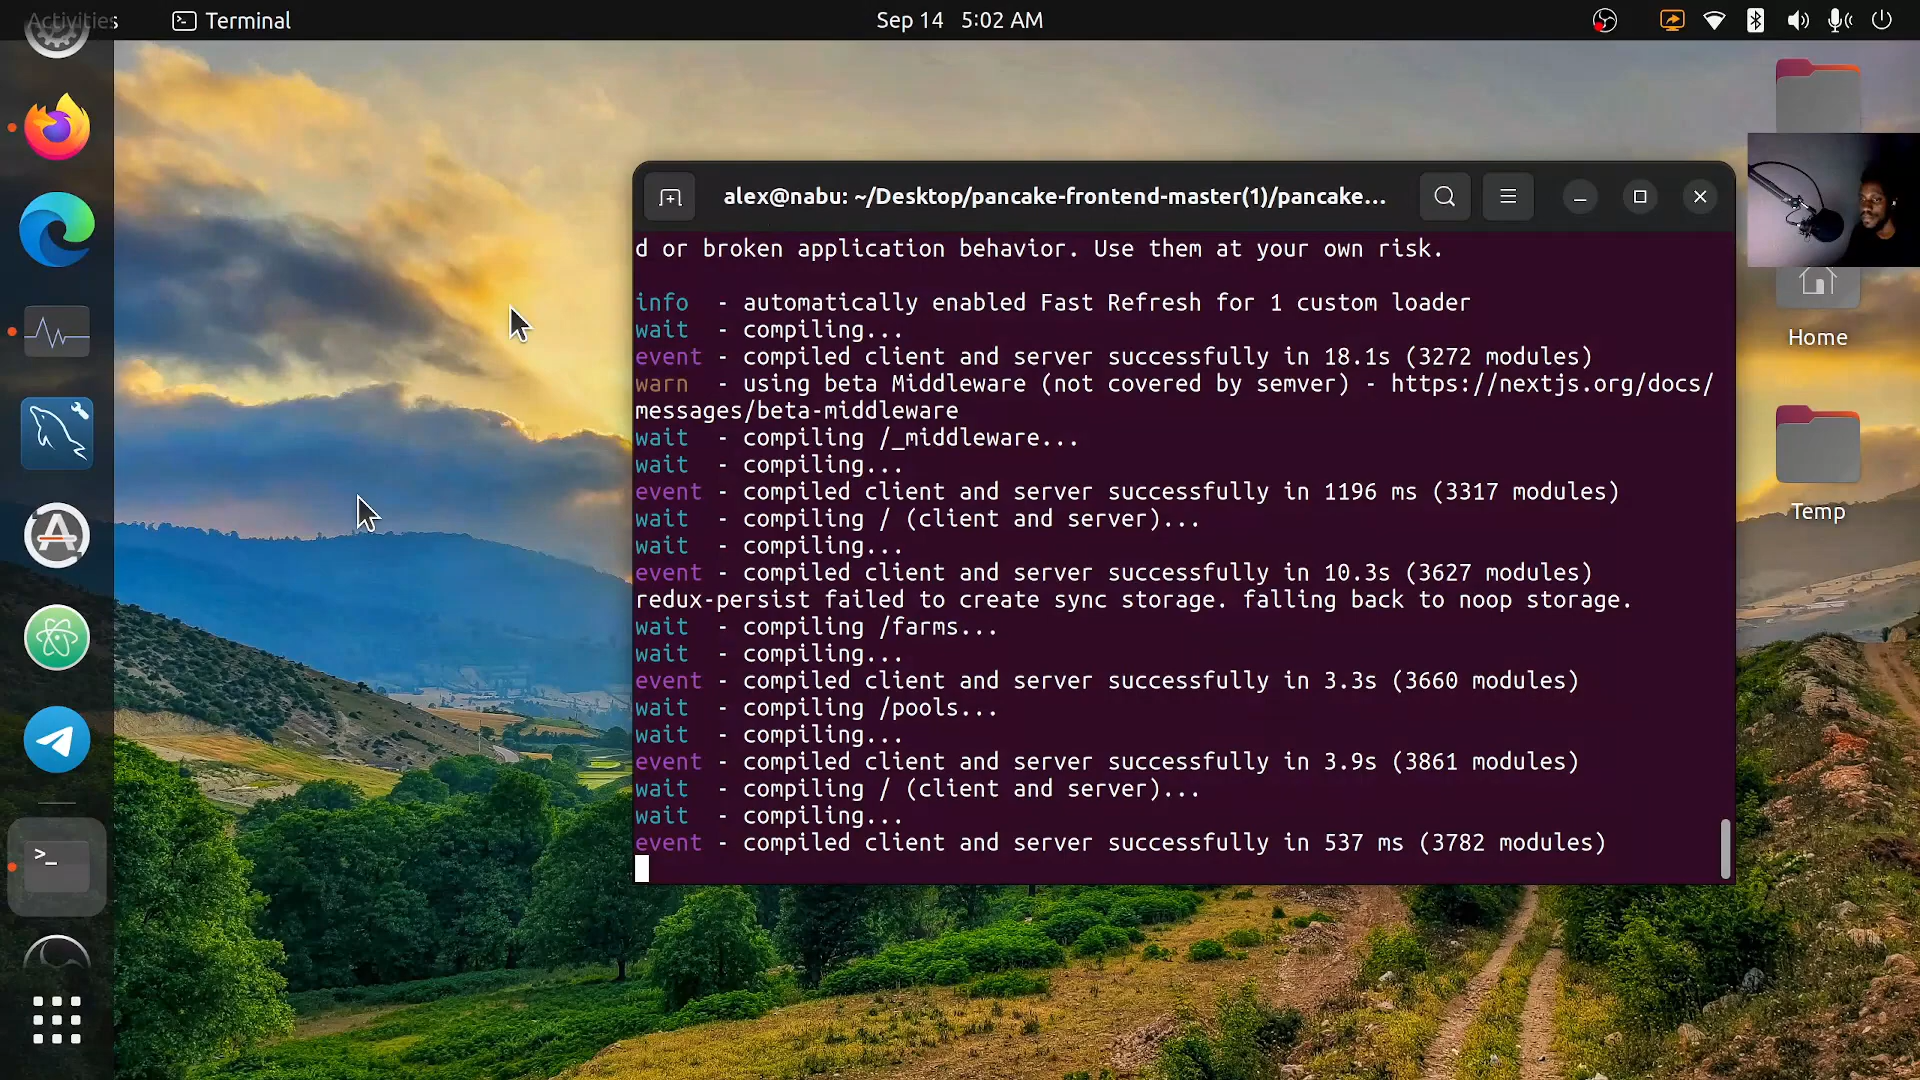 Activities
Terminal
Sep 14 5:02 AM
alex@nabu: ~/Desktop/pancake-frontend-master(1)/pancake...
d or broken application behavior. Use them at your own risk.
info - automatically enabled Fast Refresh for 1 custom loader
wait - compiling...
event - compiled client and server successfully in 18.1s (3272 modules)
warn - using beta Middleware (not covered by semver) - https://nextjs.org/docs/
messages/beta-middleware
wait - compiling /_middleware...
wait - compiling...
event - compiled client and server successfully in 1196 ms (3317 modules)
wait - compiling / (client and server)...
wait - compiling...
event - compiled client and server successfully in 10.3s (3627 modules)
redux-persist failed to create sync storage. falling back to noop storage.
wait - compiling /farms...
wait - compiling...
event - compiled client and server successfully in 3.3s (3660 modules)
wait - compiling /pools...
wait - compiling...
event - compiled client and server successfully in 3.9s (3861 modules)
wait - compiling / (client and server)...
wait - compiling...
event - compiled client and server successfully in 537 ms (3782 modules)
Home
Temp